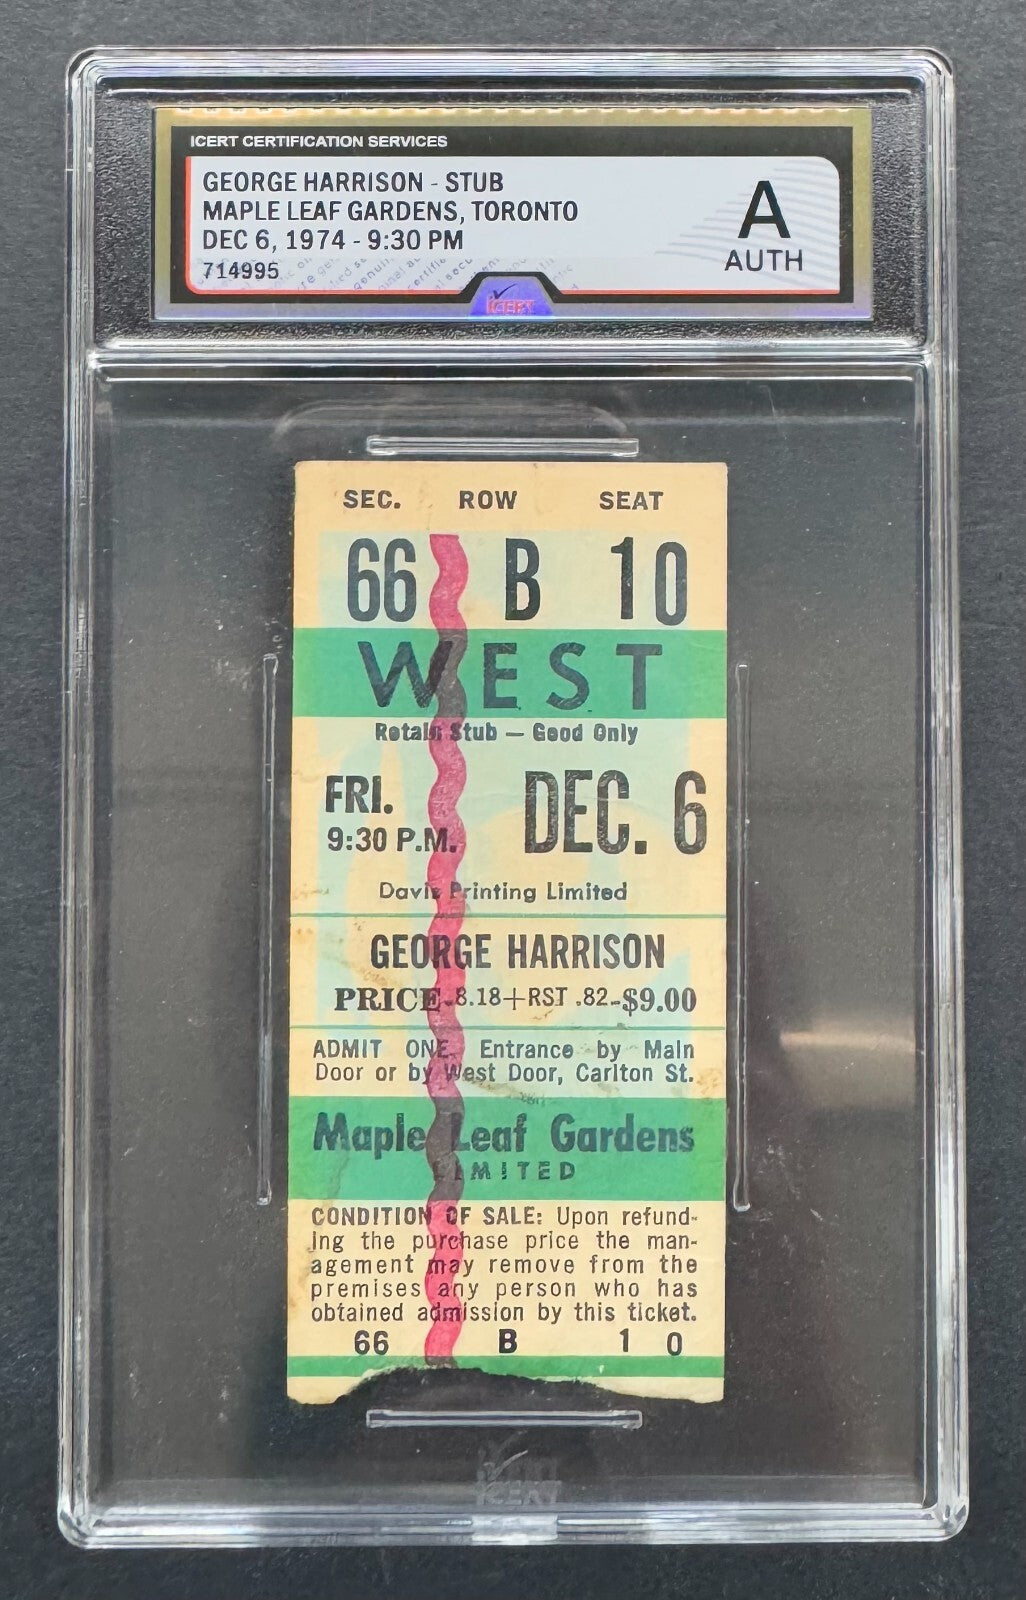 ICERT CERTIFICATION SERVICES
GEORGE HARRISON - STUB
MAPLE LEAF GARDENS, TORONTO
DEC 6, 1974 - 9:30 PM
714995
A
AUTH
ICERT
SEC. ROW SEAT
66 B 10
WEST
Retain Stub — Good Only
FRI. DEC. 6
9:30 P.M.
Davis Printing Limited
GEORGE HARRISON
PRICE-8.18+RST .82-$9.00
ADMIT ONE. Entrance by Main
Door or by West Door, Carlton St.
Maple Leaf Gardens
LIMITED
CONDITION OF SALE: Upon refund-
ing the purchase price the man-
agement may remove from the
premises any person who has
obtained admission by this ticket.
66 B 1 0
ICERT